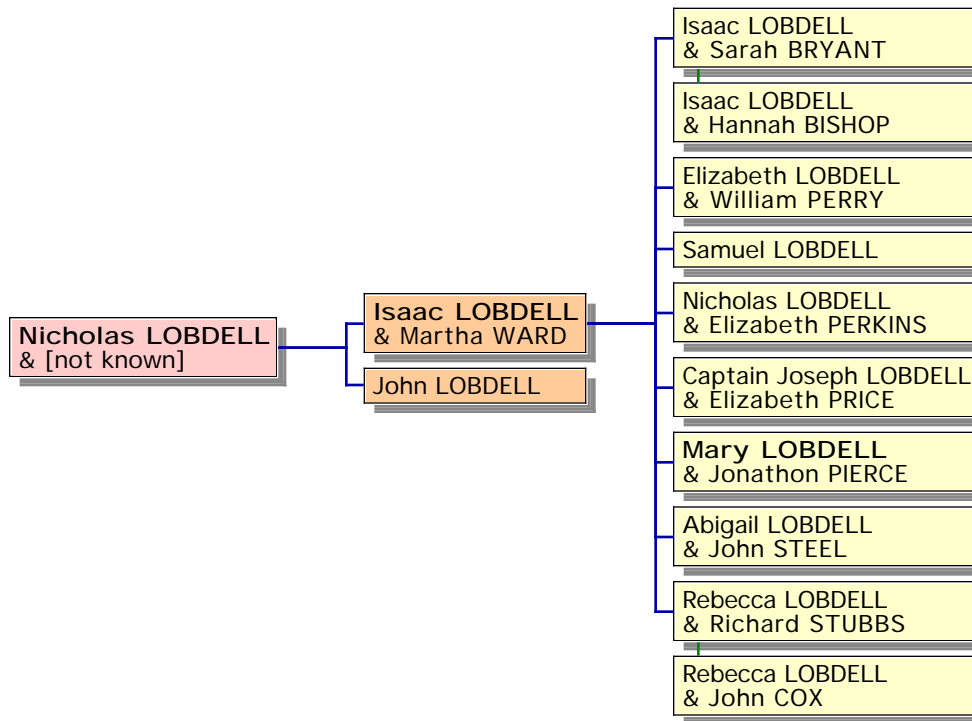 Nicholas LOBDELL
& [not known]
Isaac LOBDELL
& Martha WARD
John LOBDELL
Isaac LOBDELL
& Sarah BRYANT
Isaac LOBDELL
& Hannah BISHOP
Elizabeth LOBDELL
& William PERRY
Samuel LOBDELL
Nicholas LOBDELL
& Elizabeth PERKINS
Captain Joseph LOBDELL
& Elizabeth PRICE
Mary LOBDELL
& Jonathon PIERCE
Abigail LOBDELL
& John STEEL
Rebecca LOBDELL
& Richard STUBBS
Rebecca LOBDELL
& John COX